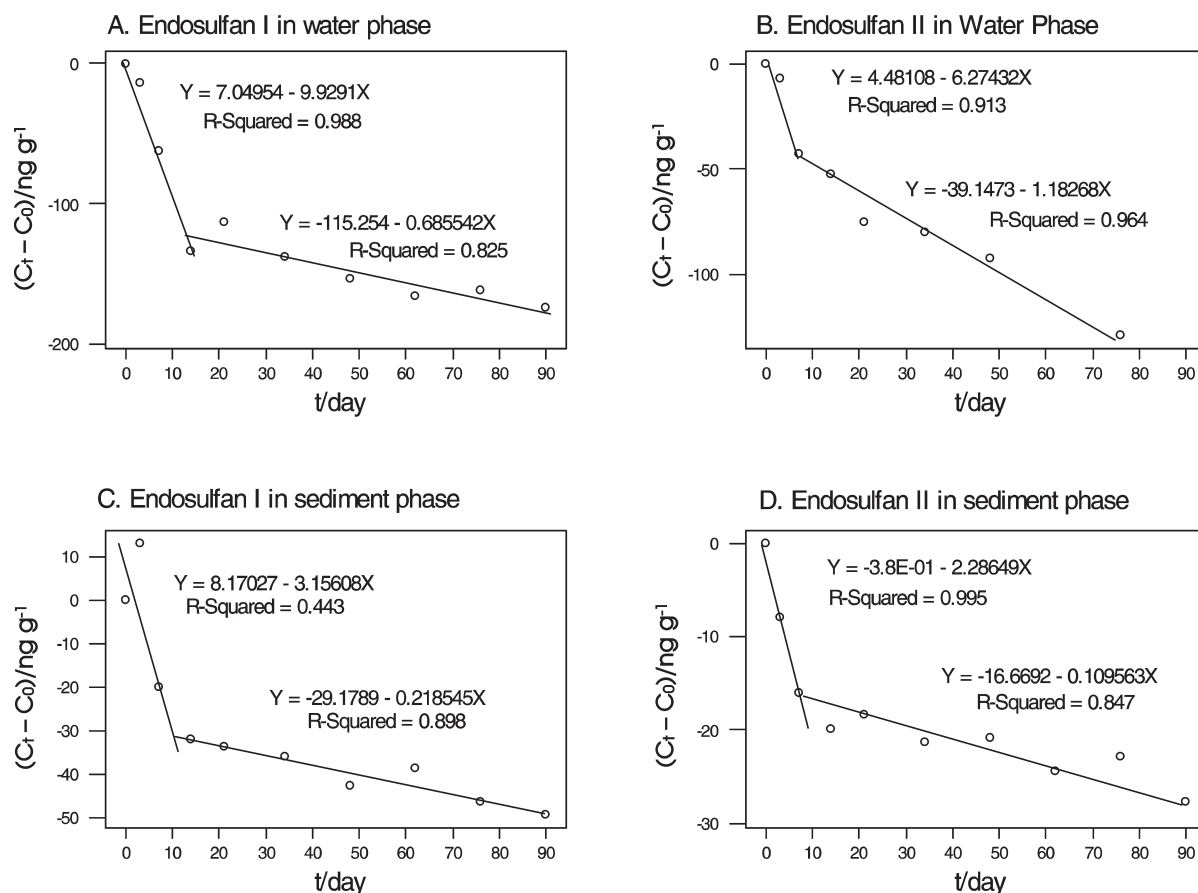 A. Endosulfan I in water phase
(Ct – C0)/ng g-1
0
-100
-200
Y = 7.04954 - 9.9291X
R-Squared = 0.988
Y = -115.254 - 0.685542X
R-Squared = 0.825
0 10 20 30 40 50 60 70 80 90
t/day
B. Endosulfan II in Water Phase
(Ct – C0)/ng g-1
0
-50
-100
Y = 4.48108 - 6.27432X
R-Squared = 0.913
Y = -39.1473 - 1.18268X
R-Squared = 0.964
0 10 20 30 40 50 60 70 80 90
t/day
C. Endosulfan I in sediment phase
(Ct – C0)/ng g-1
10
0
-10
-20
-30
-40
-50
Y = 8.17027 - 3.15608X
R-Squared = 0.443
Y = -29.1789 - 0.218545X
R-Squared = 0.898
0 10 20 30 40 50 60 70 80 90
t/day
D. Endosulfan II in sediment phase
(Ct – C0)/ng g-1
0
-10
-20
-30
Y = -3.8E-01 - 2.28649X
R-Squared = 0.995
Y = -16.6692 - 0.109563X
R-Squared = 0.847
0 10 20 30 40 50 60 70 80 90
t/day